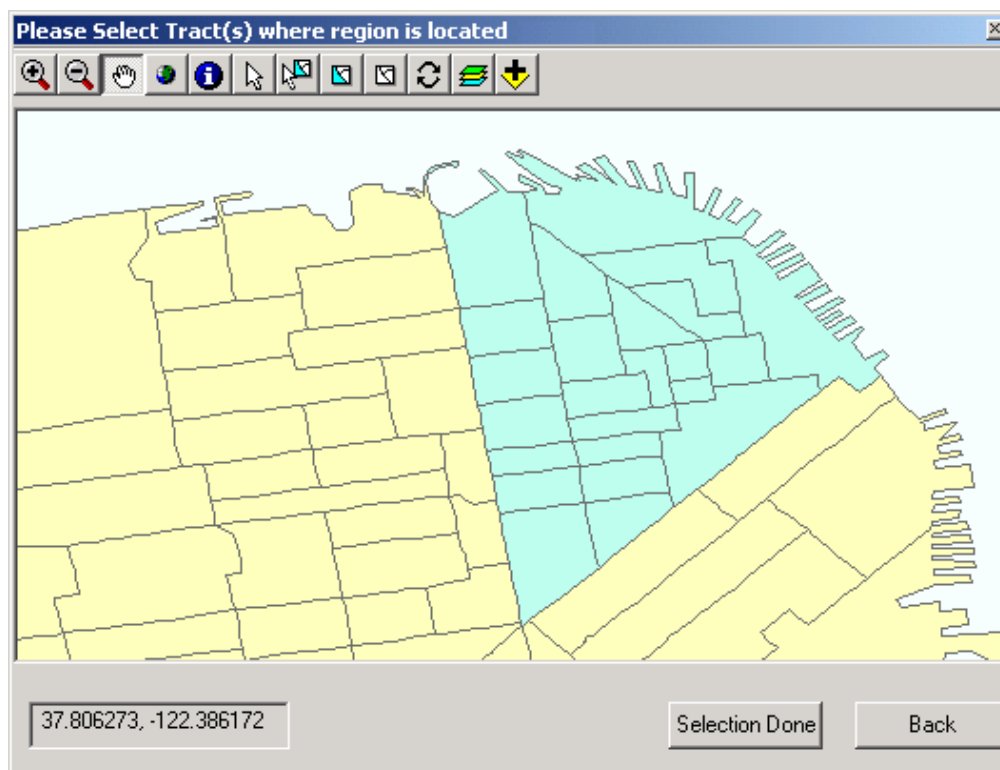 Please Select Tract(s) where region is located
37.806273, -122.386172
Selection Done
Back